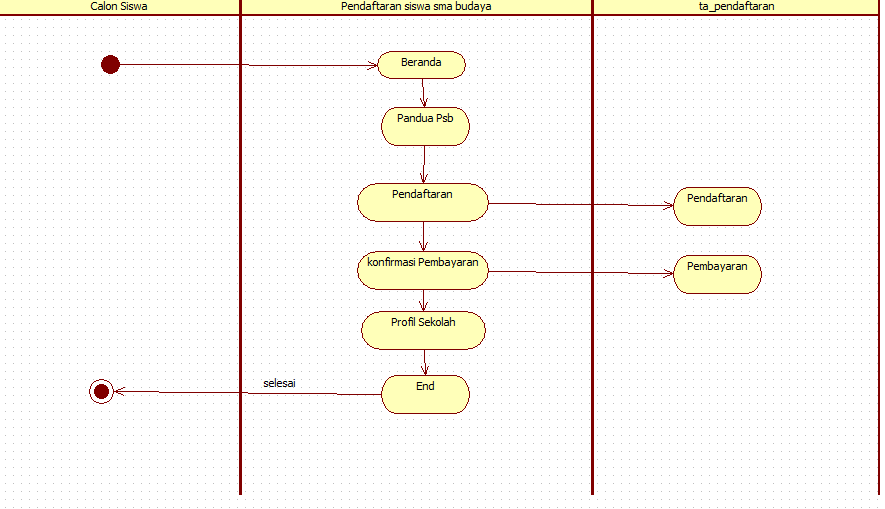 Calon Siswa
Pendaftaran siswa sma budaya
ta_pendaftaran
Beranda
Pandua Psb
Pendaftaran
Pendaftaran
konfirmasi Pembayaran
Pembayaran
Profil Sekolah
End
selesai